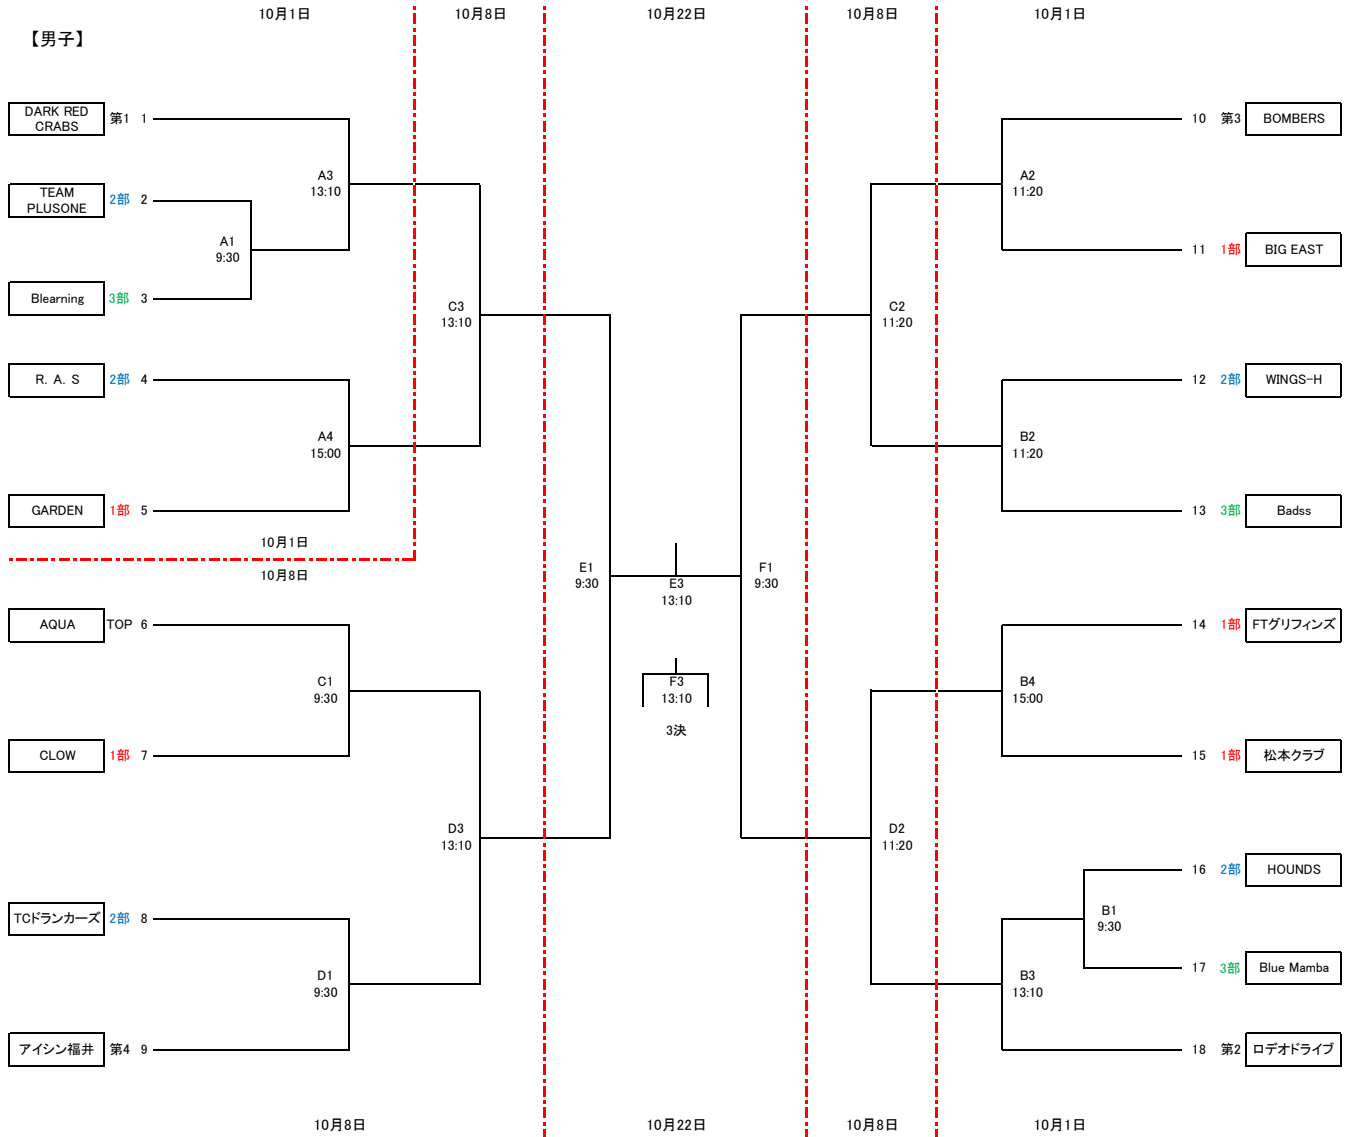 10月1日
10月8日
10月22日
10月8日
10月1日
【男子】
DARK RED
CRABS
第1 1
TEAM
PLUSONE
2部 2
Blearning
3部 3
R. A. S
2部 4
GARDEN
1部 5
A1
9:30
A3
13:10
A4
15:00
C3
13:10
10月1日
10月8日
AQUA
TOP 6
CLOW
1部 7
TCドランカーズ
2部 8
アイシン福井
第4 9
C1
9:30
D1
9:30
D3
13:10
E1
9:30
E3
13:10
F3
13:10
3決
F1
9:30
C2
11:20
D2
11:20
A2
11:20
B2
11:20
B4
15:00
B1
9:30
B3
13:10
10 第3 BOMBERS
11 1部 BIG EAST
12 2部 WINGS-H
13 3部 Badss
14 1部 FTグリフィンズ
15 1部 松本クラブ
16 2部 HOUNDS
17 3部 Blue Mamba
18 第2 ロデオドライブ
10月8日
10月22日
10月8日
10月1日